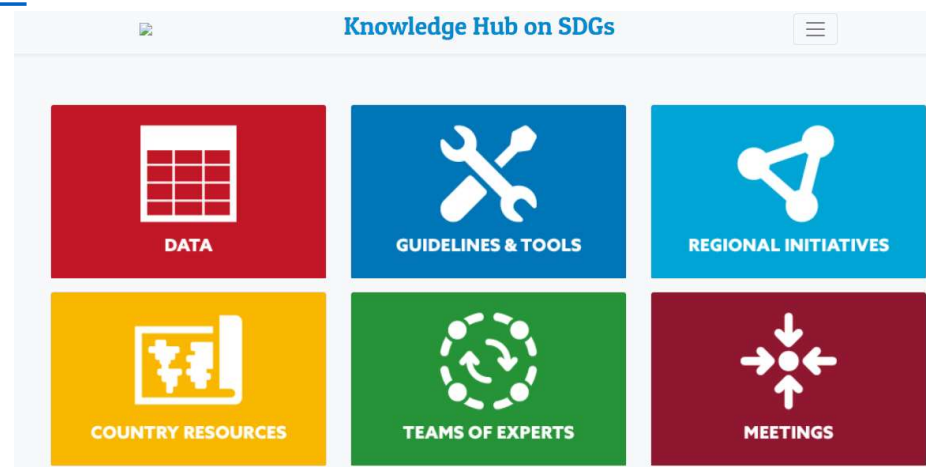 Knowledge Hub on SDGs
DATA
GUIDELINES & TOOLS
REGIONAL INITIATIVES
COUNTRY RESOURCES
TEAMS OF EXPERTS
MEETINGS